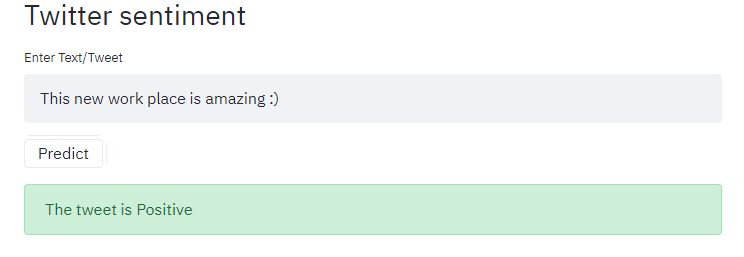 Twitter sentiment
Enter Text/Tweet
This new work place is amazing :)
Predict
The tweet is Positive